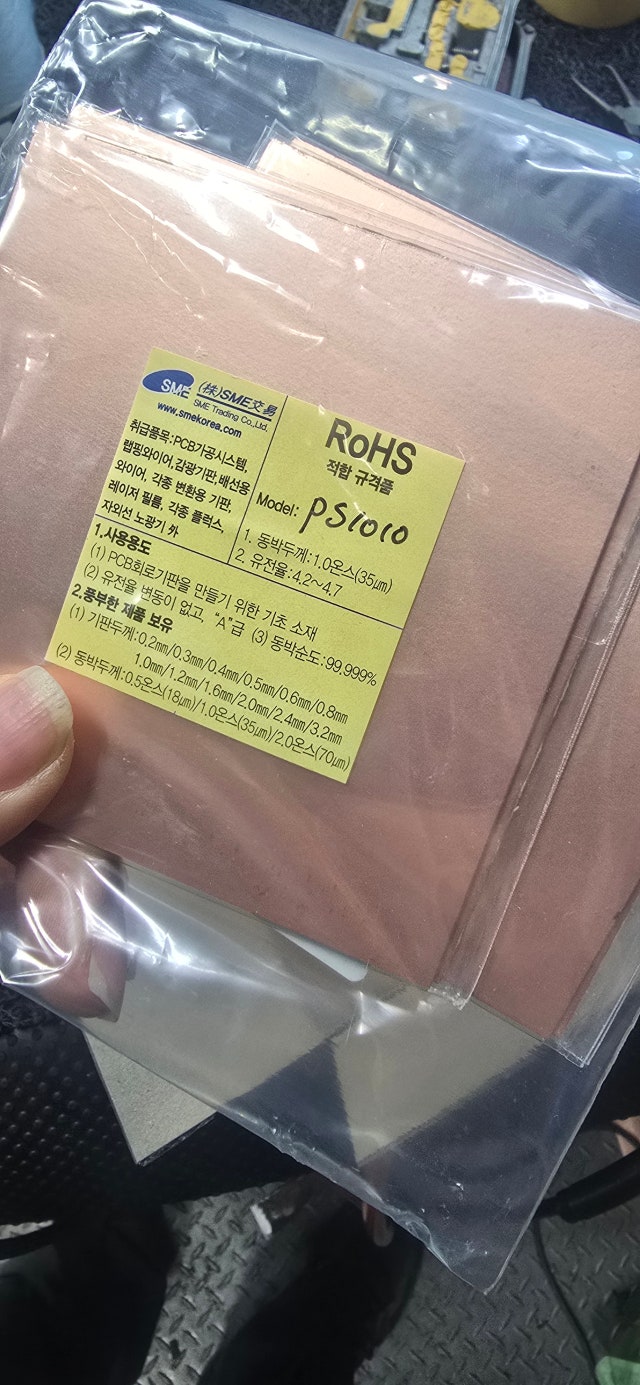 SME
(株)SME交易
SME Trading Co.,Ltd.
www.smekorea.com
취급품목:PCB가공시스템,
랩핑와이어,감광기판,배선용
와이어, 각종 변환용 기판,
레이저 필름, 각종 플럭스,
자외선 노광기 外
RoHS
적합 규격품
Model: PS1010
1. 동박두께:1.0온스(35㎛)
2. 유전율:4.2~4.7
1.사용용도
(1) PCB회로기판을 만들기 위한 기초 소재
(2) 유전율 변동이 없고, “A”급 (3) 동박순도:99,999%
2.풍부한 제품 보유
(1) 기판두께:0.2mm/0.3mm/0.4mm/0.5mm/0.6mm/0.8mm
1.0mm/1.2mm/1.6mm/2.0mm/2.4mm/3.2mm
(2) 동박두께:0.5온스(18㎛)/1.0온스(35㎛)/2.0온스(70㎛)